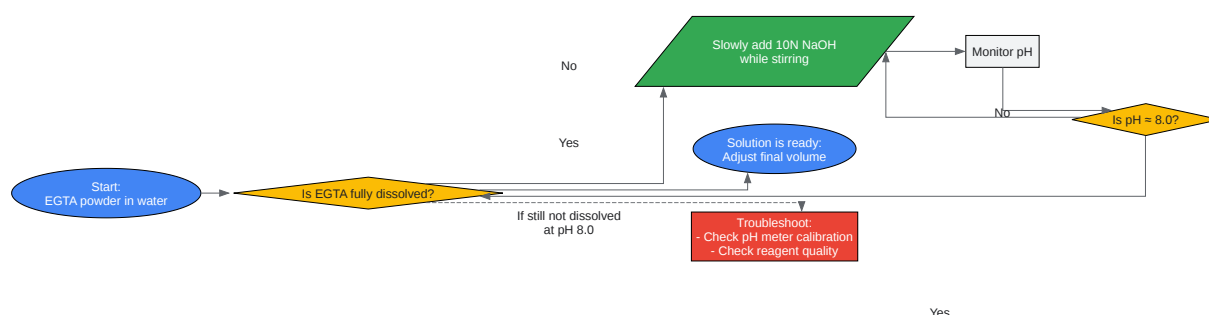 Slowly add 10N NaOH
while stirring
Monitor pH
No
No
Is pH ≈ 8.0?
Yes
Solution is ready:
Adjust final volume
Start:
EGTA powder in water
Is EGTA fully dissolved?
If still not dissolved
at pH 8.0
Troubleshoot:
- Check pH meter calibration
- Check reagent quality
Yes